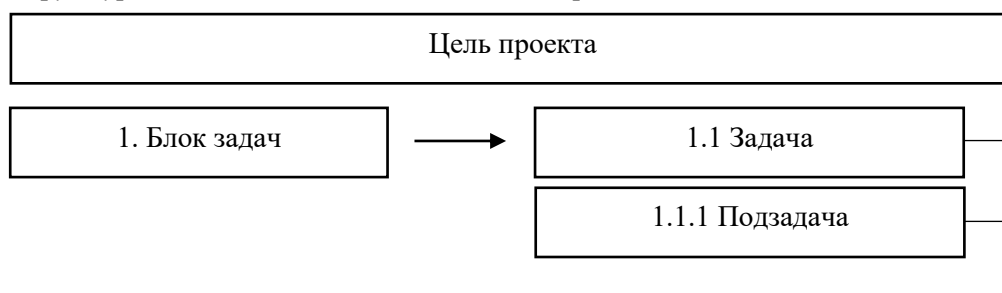 Цель проекта
1. Блок задач
1.1 Задача
1.1.1 Подзадача